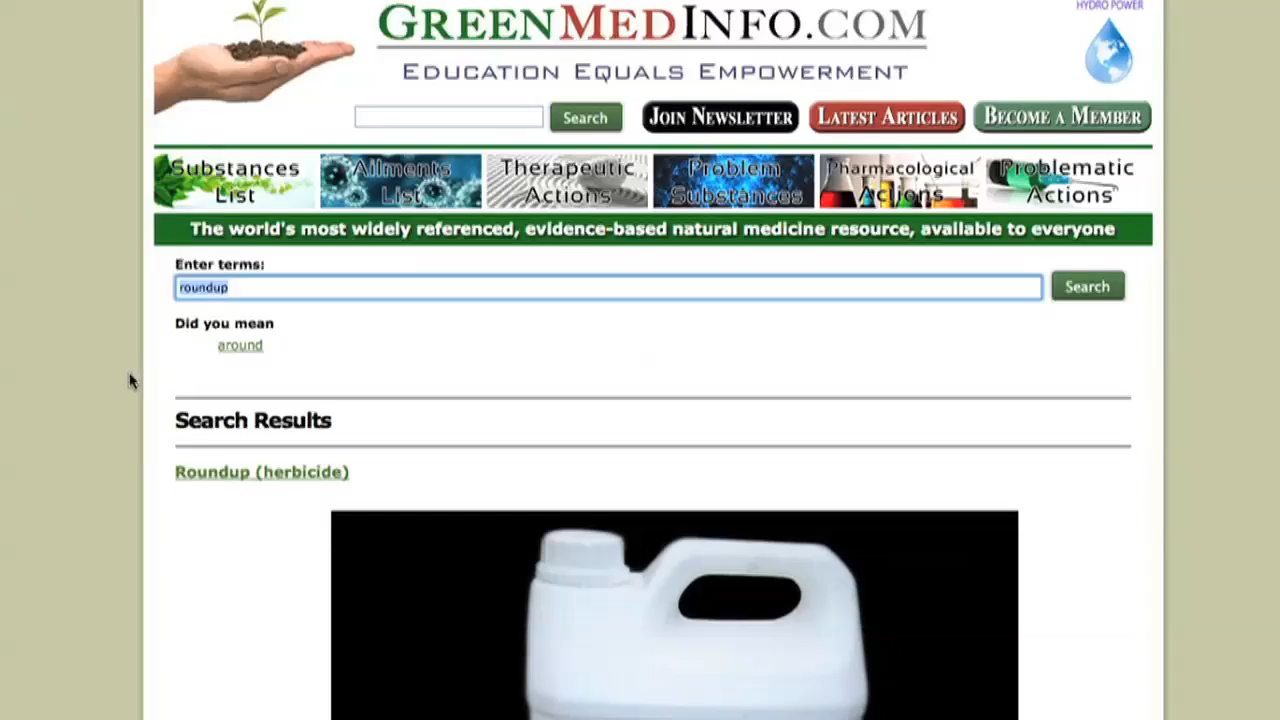 HYDRO POWER
GREENMEDINFO.COM
EDUCATION EQUALS EMPOWERMENT
Search
JOIN NEWSLETTER
LATEST ARTICLES
BECOME A MEMBER
Substances
List
Ailments
List
Therapeutic
Actions
Problem
Substances
Pharmacological
Actions
Problematic
Actions
The world's most widely referenced, evidence-based natural medicine resource, available to everyone
Enter terms:
roundup
Search
Did you mean
around
Search Results
Roundup (herbicide)